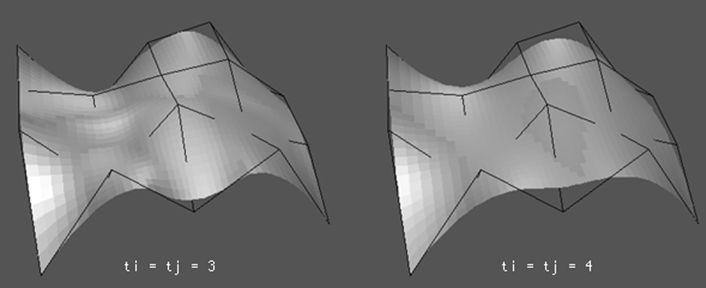 ti = tj = 3
ti = tj = 4